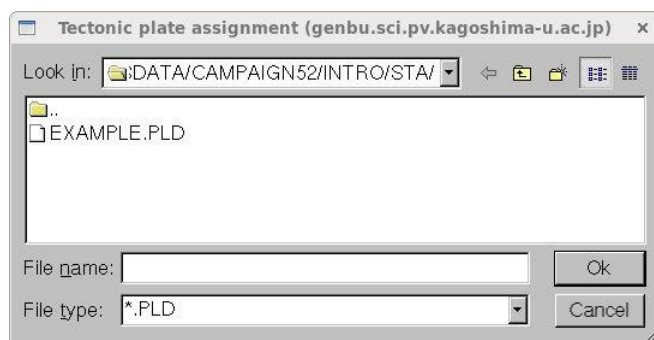 Tectonic plate assignment (genbu.sci.pv.kagoshima-u.ac.jp) x
Look in: DATA/CAMPAIGN52/INTRO/STA/
..
EXAMPLE.PLD
File name: Ok
File type: *.PLD Cancel